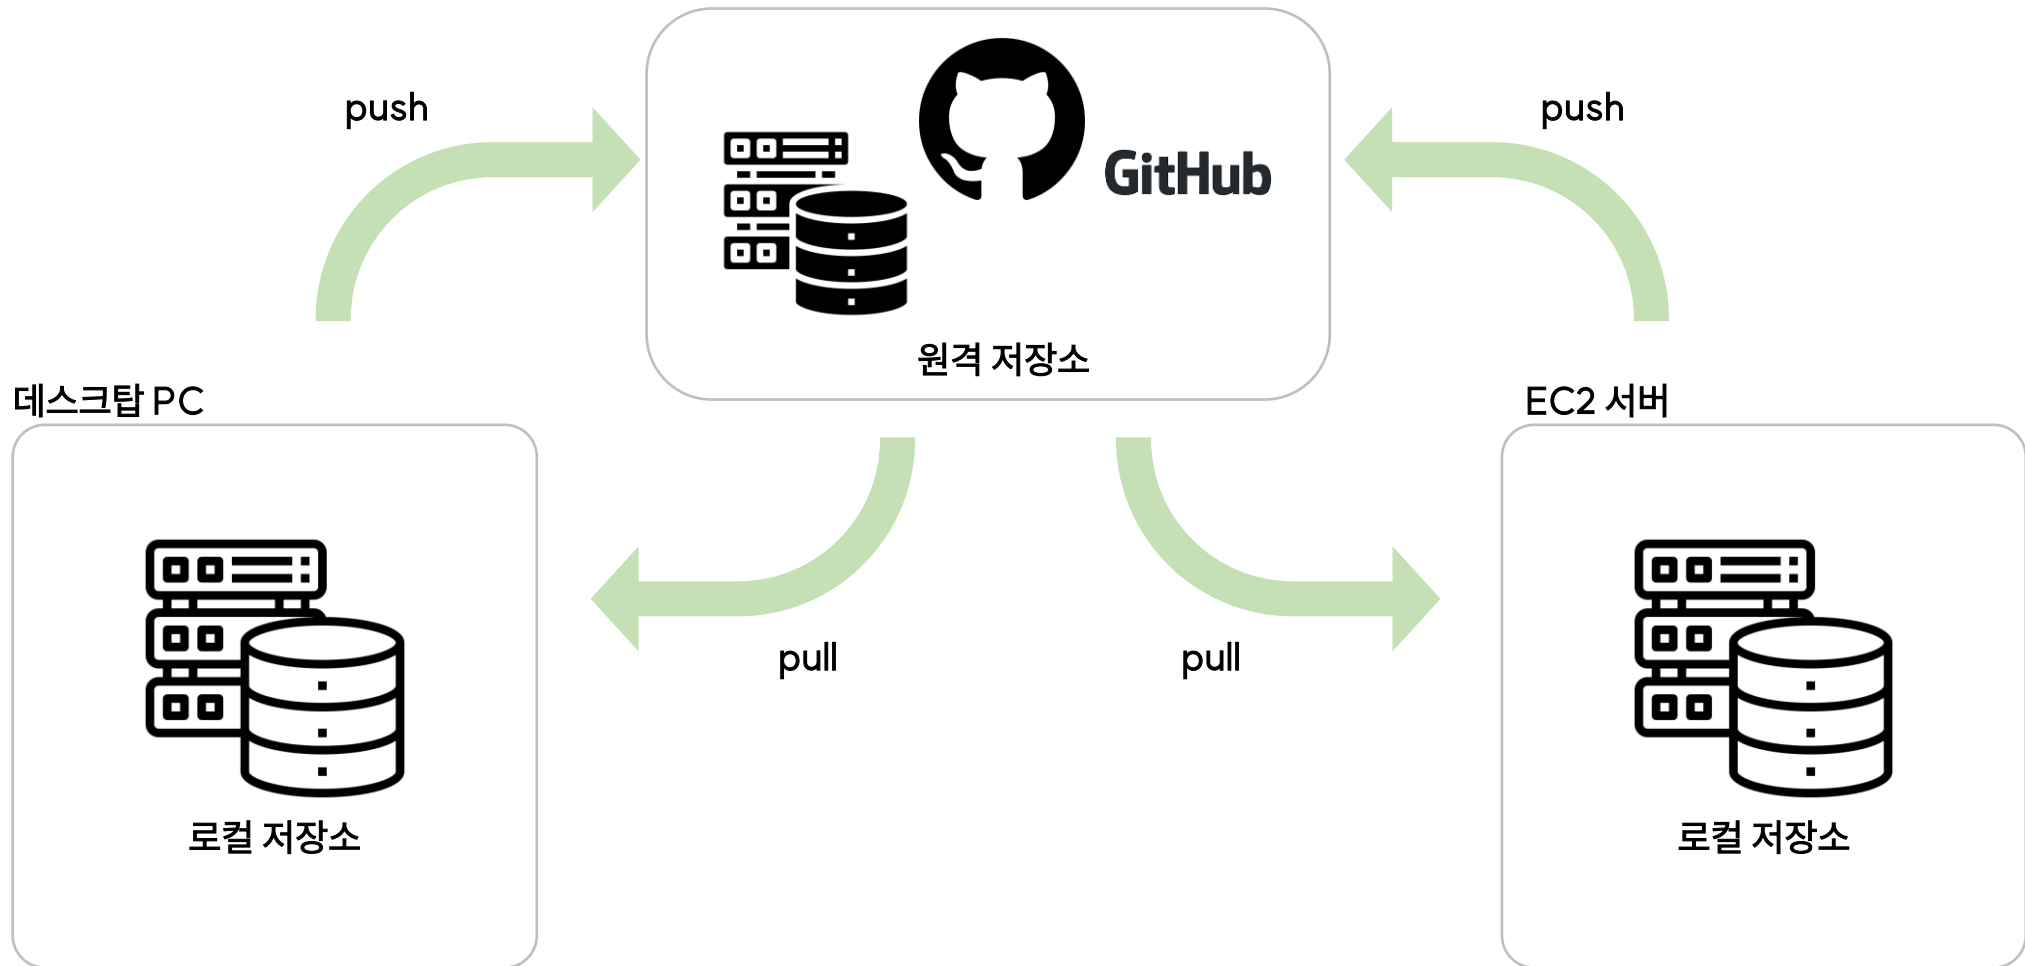 push
push
GitHub
원격 저장소
데스크탑 PC
EC2 서버
pull
pull
로컬 저장소
로컬 저장소